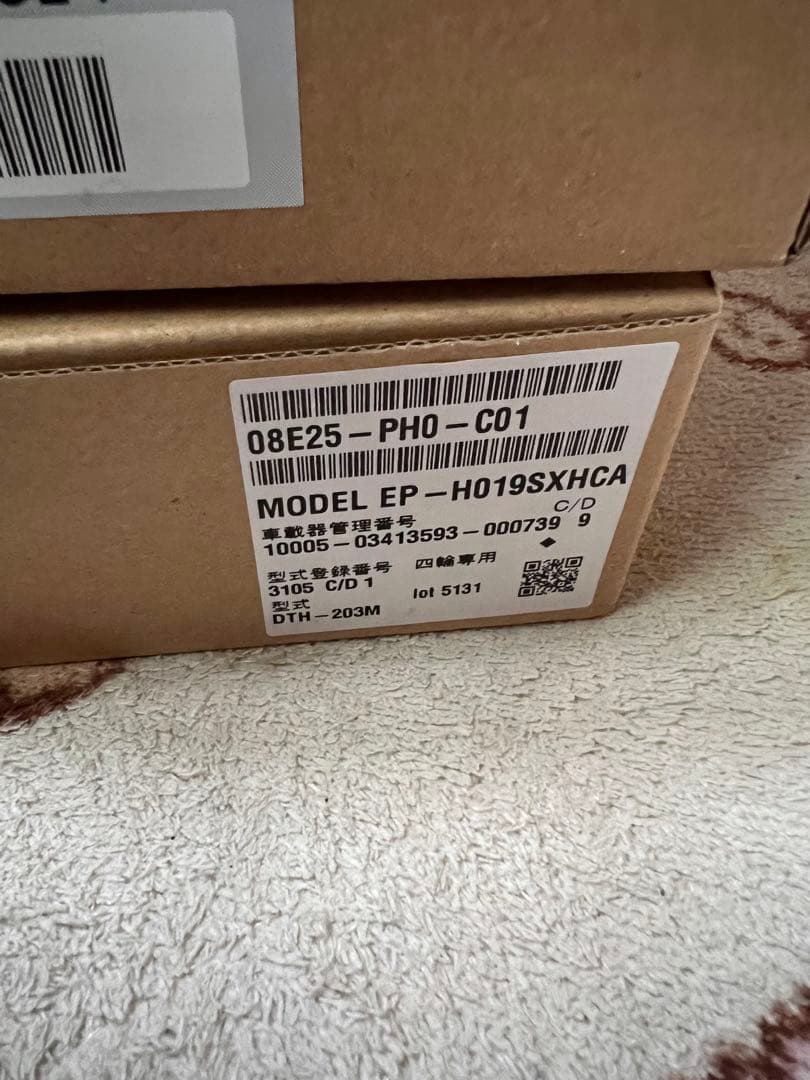 08E25-PH0-C01
MODEL EP-H019SXHCA
車載器管理番号 C/D
10005-03413593-000739 9
型式登録番号 四輪専用
3105 C/D 1 lot 5131
型式
DTH-203M